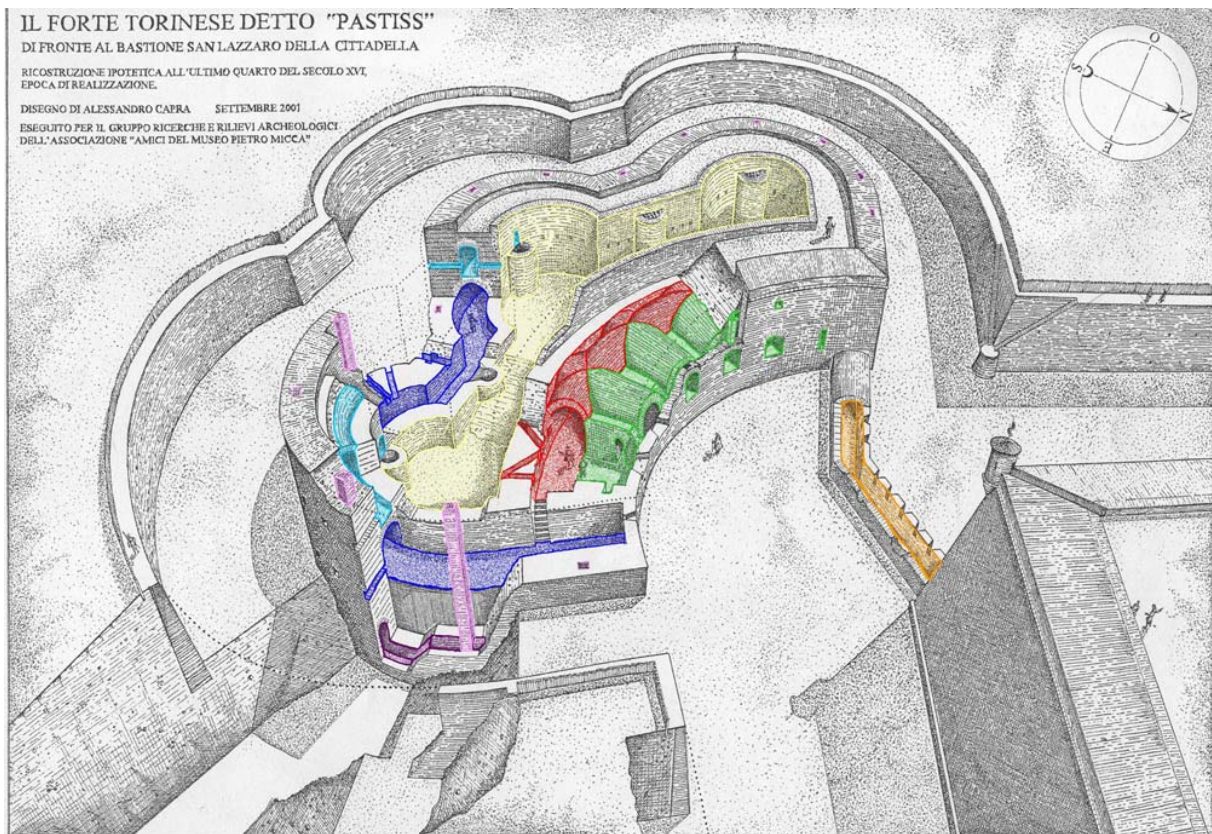 IL FORTE TORINESE DETTO "PASTISS"
DI FRONTE AL BASTIONE SAN LAZZARO DELLA CITTADELLA
RICOSTRUZIONE IPOTETICA ALL'ULTIMO QUARTO DEL SECOLO XVI,
EPOCA DI REALIZZAZIONE.
DISEGNO DI ALESSANDRO CAPRA SETTEMBRE 2001
ESEGUITO PER IL GRUPPO RICERCHE E RILIEVI ARCHEOLOGICI
DELL'ASSOCIAZIONE "AMICI DEL MUSEO PIETRO MICCA"
O
S
N
E